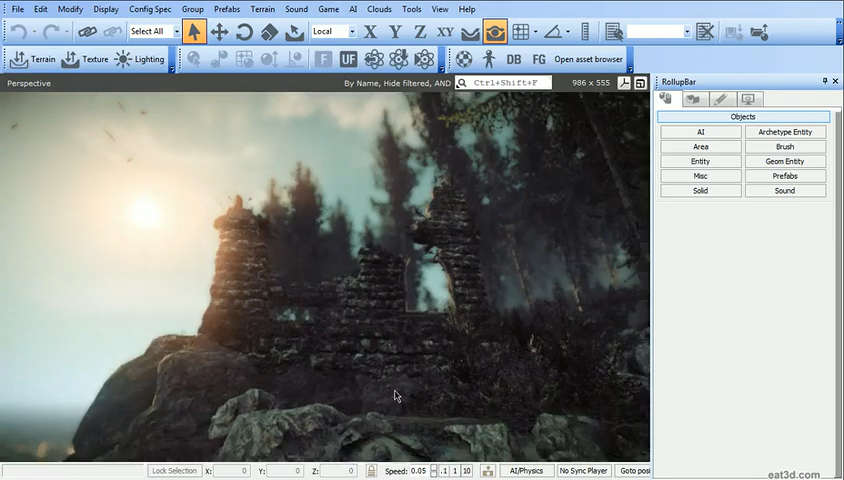 File Edit Modify Display Config Spec Group Prefabs Terrain Sound Game AI Clouds Tools View Help
Select All Local X Y Z XY
Terrain Texture Lighting F UF DB FG Open asset browser
Perspective By Name, Hide filtered, AND Ctrl+Shift+F 986 x 555
RollupBar
Objects
AI Archetype Entity
Area Brush
Entity Geom Entity
Misc Prefabs
Solid Sound
Lock Selection X: 0 Y: 0 Z: 0 Speed: 0.05 .1 1 10 AI/Physics No Sync Player Goto posi
eat3d.com